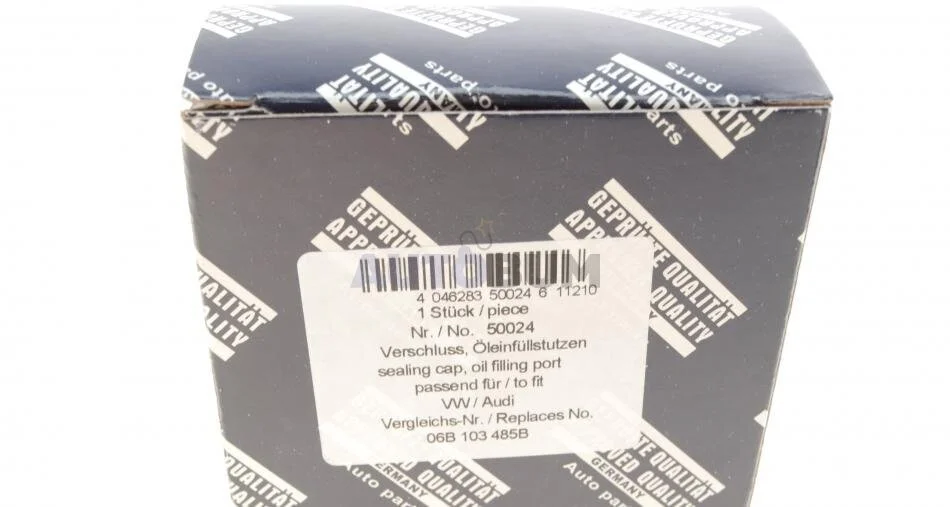 GEPRÜFTE QUALITÄT
APPROVED QUALITY
GERMANY
Auto parts
AUTOBUM
4 046283 50024 6 11210
1 Stück / piece
Nr. / No. 50024
Verschluss, Öleinfüllstutzen
sealing cap, oil filling port
passend für / to fit
VW / Audi
Vergleichs-Nr. / Replaces No.
06B 103 485B